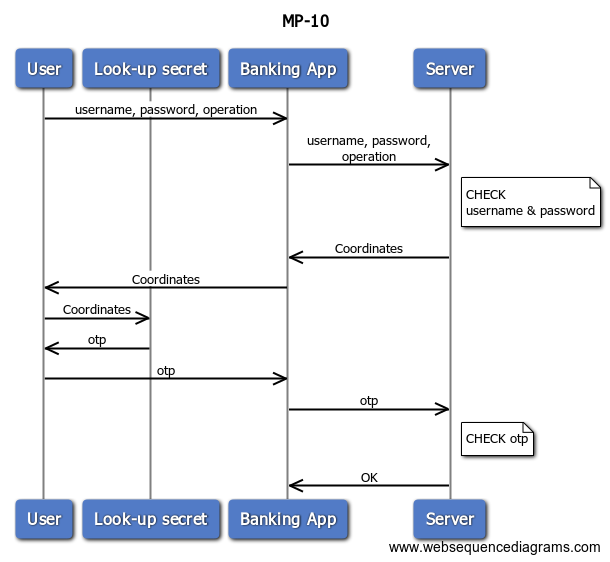 MP-10
User
Look-up secret
Banking App
Server
username, password, operation
username, password,
operation
CHECK
username & password
Coordinates
Coordinates
Coordinates
otp
otp
otp
CHECK otp
OK
User
Look-up secret
Banking App
Server
www.websequencediagrams.com